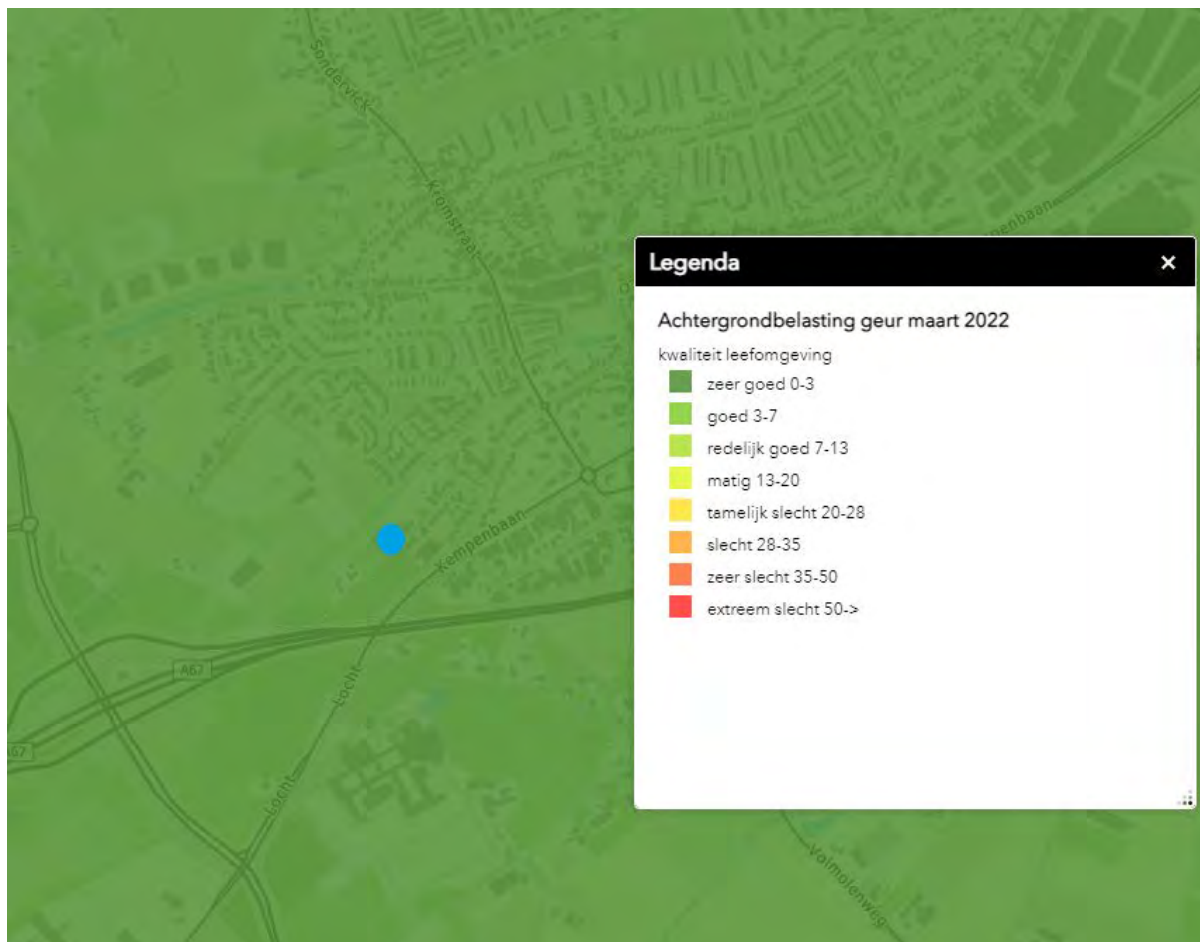 Sondervick
Kromstraat
penbaan
Legenda
Achtergrondbelasting geur maart 2022
kwaliteit leefomgeving
zeer goed 0-3
goed 3-7
redelijk goed 7-13
matig 13-20
tamelijk slecht 20-28
slecht 28-35
zeer slecht 35-50
extreem slecht 50->
Kempenbaan
A67
Locht
67
Locht
Volmolenweg